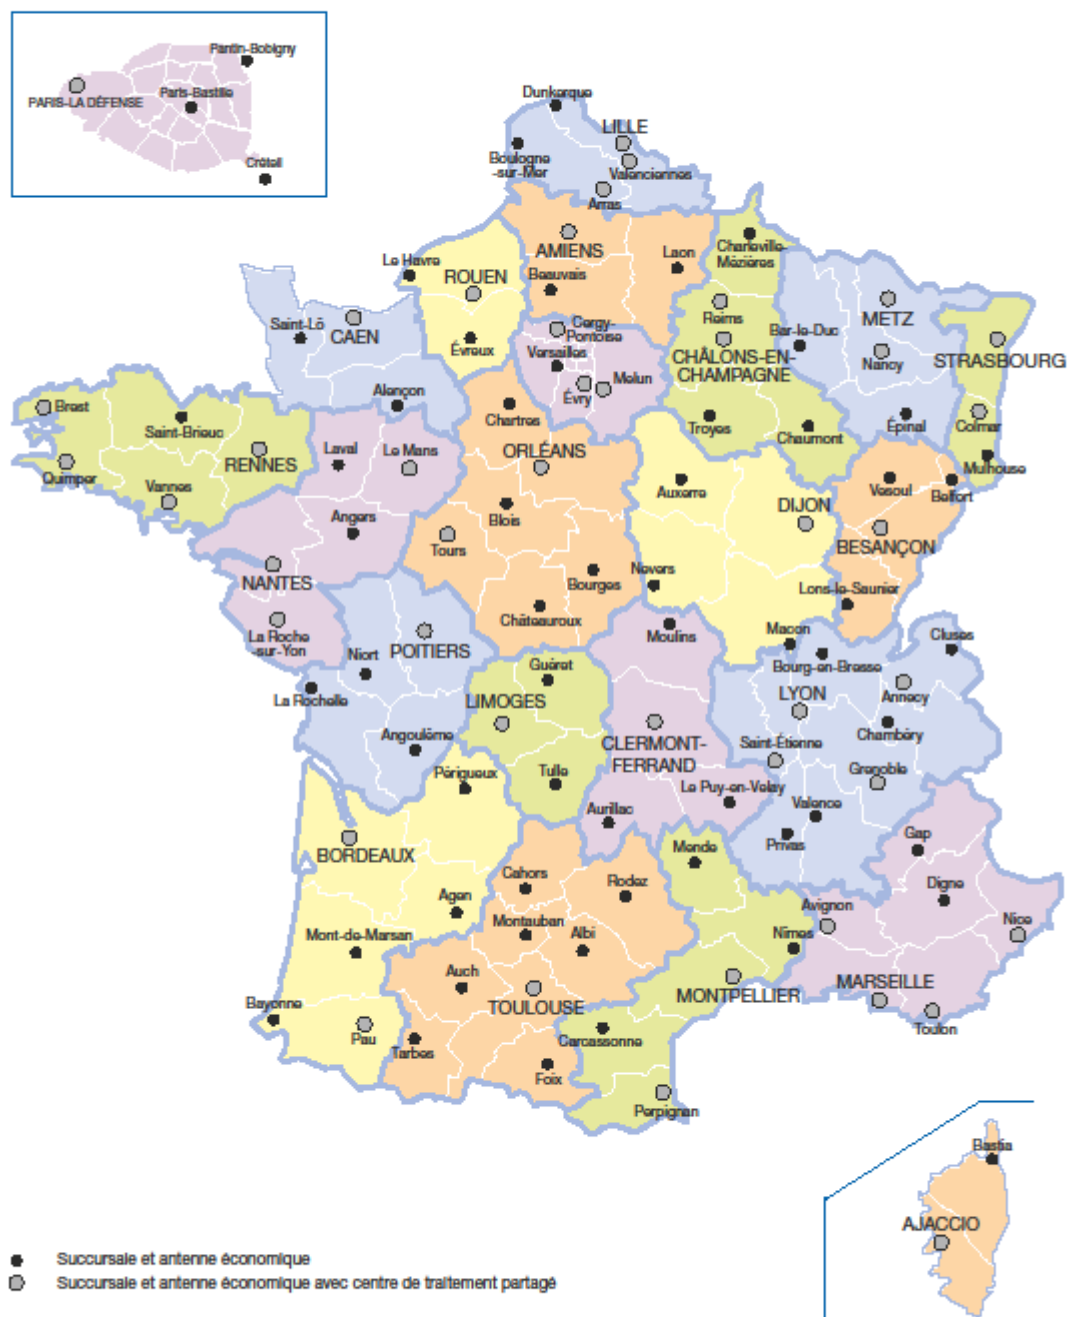 Pantin-Bobigny
PARIS-LA DÉFENSE
Paris-Bastille
Créteil
Dunkerque
LILLE
Boulogne
-sur-Mer
Valenciennes
Arras
AMIENS
Laon
Beauvais
Charleville-
Mézières
Le Havre
ROUEN
Évreux
Reims
CHÂLONS-EN-
CHAMPAGNE
Bar-le-Duc
METZ
Nancy
STRASBOURG
Saint-Lô
CAEN
Alençon
Cergy-
Pontoise
Versailles
Évry
Melun
Troyes
Chaumont
Épinal
Colmar
Mulhouse
Brest
Saint-Brieuc
RENNES
Quimper
Vannes
Laval
Le Mans
Angers
Chartres
ORLÉANS
Blois
Tours
Bourges
Châteauroux
Auxerre
DIJON
Nevers
Macon
Vesoul
Belfort
BESANÇON
Lons-le-Saunier
NANTES
La Roche
-sur-Yon
Niort
POITIERS
La Rochelle
Angoulême
Guéret
LIMOGES
Tulle
Moulins
CLERMONT-
FERRAND
Le Puy-en-Velay
Aurillac
Bourg-en-Bresse
Cluses
LYON
Annecy
Saint-Étienne
Chambéry
Grenoble
Valence
Privas
Périgueux
BORDEAUX
Agen
Mont-de-Marsan
Bayonne
Pau
Cahors
Rodez
Montauban
Albi
Auch
TOULOUSE
Tarbes
Foix
Mende
Nîmes
MONTPELLIER
Carcassonne
Perpignan
Gap
Digne
Avignon
Nice
MARSEILLE
Toulon
Bastia
AJACCIO
Succursale et antenne économique
Succursale et antenne économique avec centre de traitement partagé